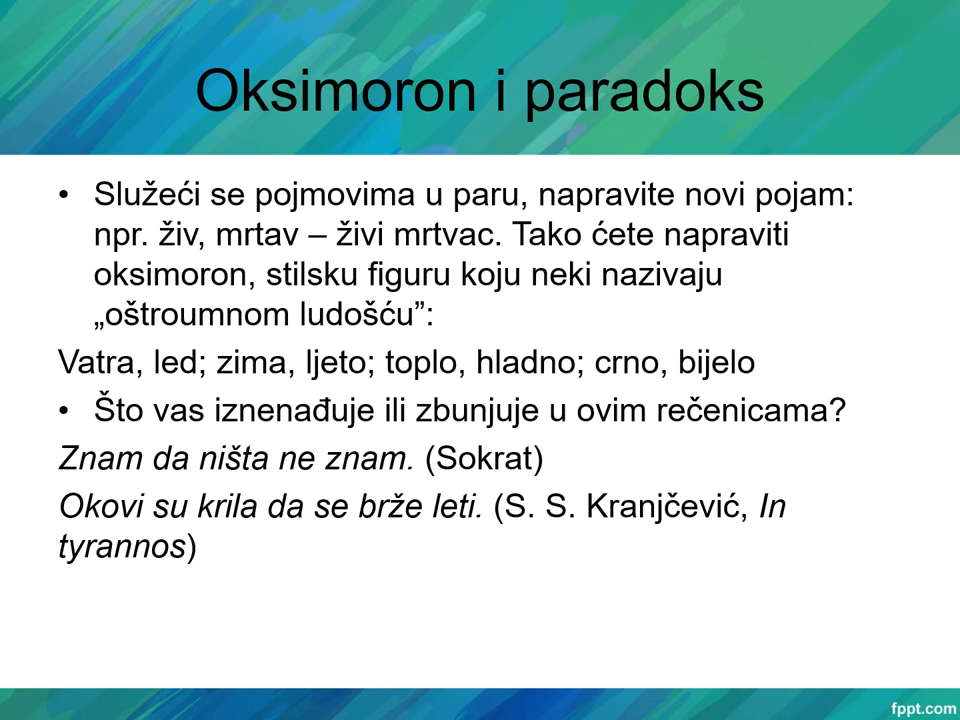 Oksimoron i paradoks
• Služeći se pojmovima u paru, napravite novi pojam:
npr. živ, mrtav – živi mrtvac. Tako ćete napraviti
oksimoron, stilsku figuru koju neki nazivaju
„oštroumnom ludošću”:
Vatra, led; zima, ljeto; toplo, hladno; crno, bijelo
• Što vas iznenađuje ili zbunjuje u ovim rečenicama?
Znam da ništa ne znam. (Sokrat)
Okovi su krila da se brže leti. (S. S. Kranjčević, In
tyrannos)
fppt.com